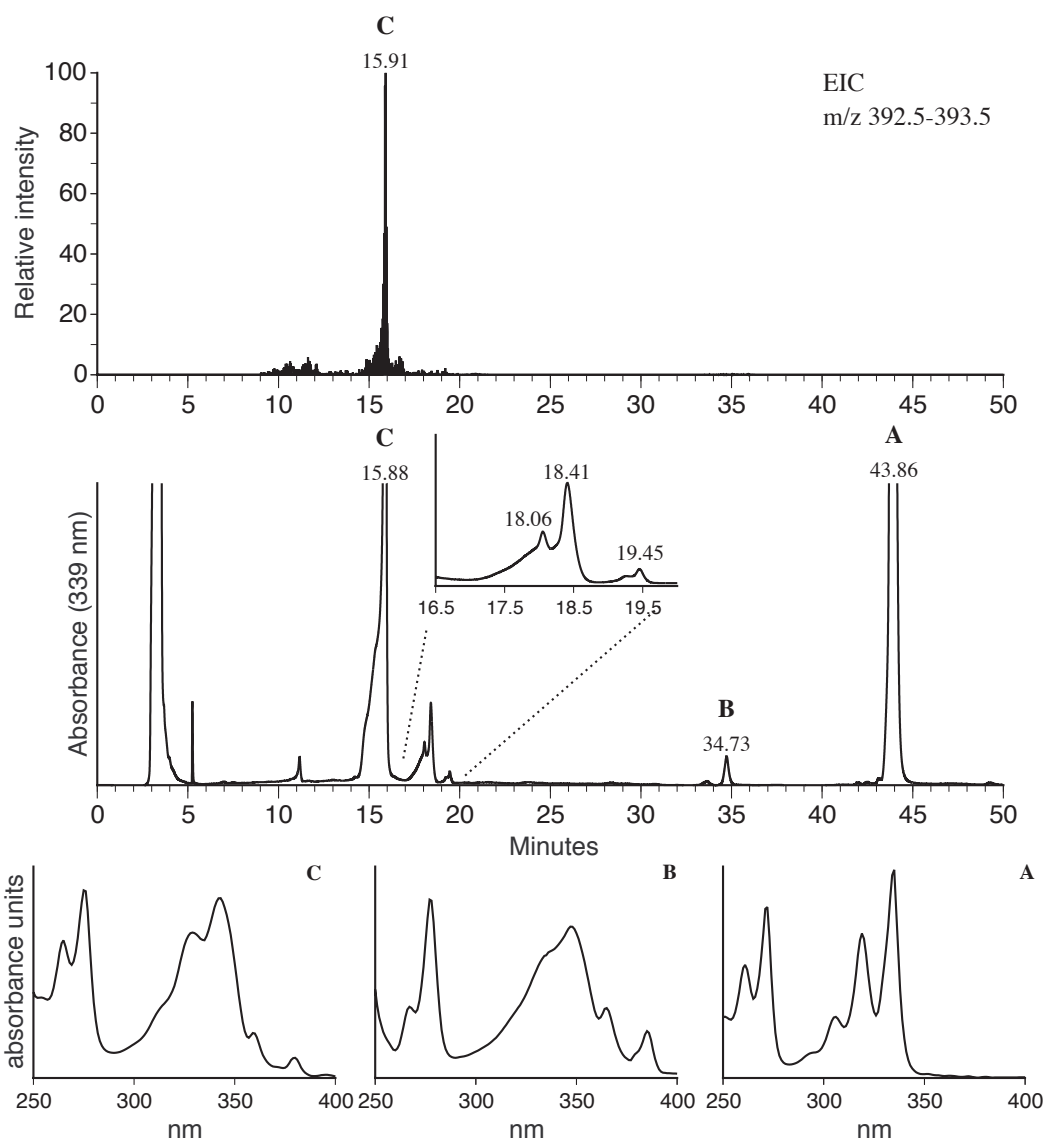 C
15.91
EIC
m/z 392.5-393.5
100
80
60
40
20
0
Relative intensity
0 5 10 15 20 25 30 35 40 45 50
C
15.88
A
43.86
18.41
18.06
19.45
16.5 17.5 18.5 19.5
B
34.73
Absorbance (339 nm)
0 5 10 15 20 25 30 35 40 45 50
Minutes
C
B
A
absorbance units
250 300 350 400
250 300 350 400
250 300 350 400
nm
nm
nm